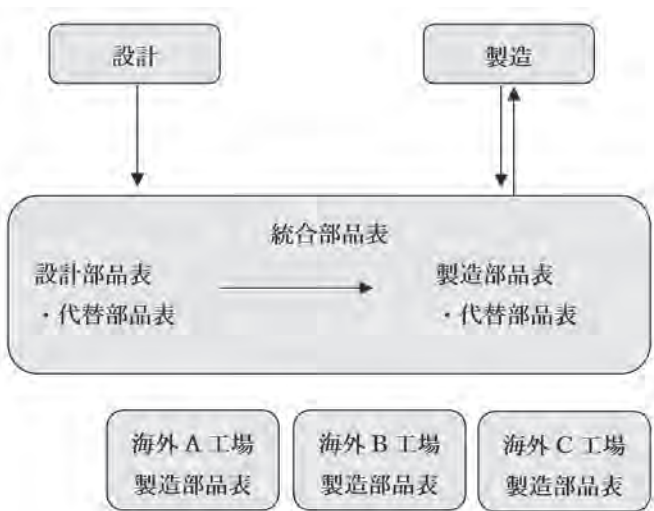 設計
製造
統合部品表
設計部品表
製造部品表
・代替部品表
・代替部品表
海外 A 工場
製造部品表
海外 B 工場
製造部品表
海外 C 工場
製造部品表